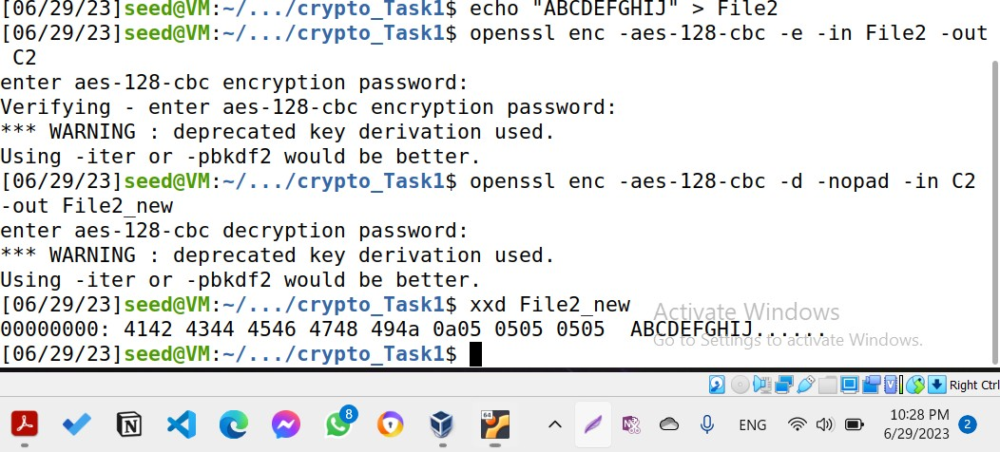 [06/29/23]seed@VM:~/.../crypto_Task1$ echo "ABCDEFGHIJ" > File2
[06/29/23]seed@VM:~/.../crypto_Task1$ openssl enc -aes-128-cbc -e -in File2 -out
 C2
enter aes-128-cbc encryption password:
Verifying - enter aes-128-cbc encryption password:
*** WARNING : deprecated key derivation used.
Using -iter or -pbkdf2 would be better.
[06/29/23]seed@VM:~/.../crypto_Task1$ openssl enc -aes-128-cbc -d -nopad -in C2
-out File2_new
enter aes-128-cbc decryption password:
*** WARNING : deprecated key derivation used.
Using -iter or -pbkdf2 would be better.
[06/29/23]seed@VM:~/.../crypto_Task1$ xxd File2_new
Activate Windows
00000000: 4142 4344 4546 4748 494a 0a05 0505 0505  ABCDEFGHIJ......
Go to Settings to activate Windows.
[06/29/23]seed@VM:~/.../crypto_Task1$
Right Ctrl
8
64
ENG
10:28 PM
6/29/2023
2